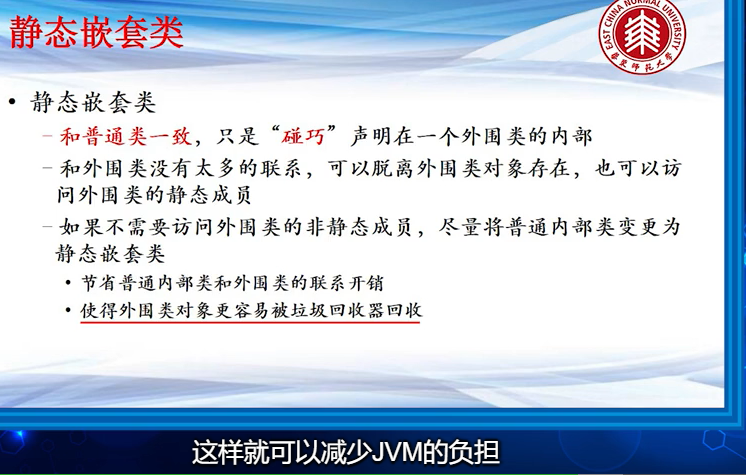 静态嵌套类
EAST CHINA NORMAL UNIVERSITY
華東師范大学
• 静态嵌套类
– 和普通类一致，只是“碰巧”声明在一个外围类的内部
– 和外围类没有太多的联系，可以脱离外围类对象存在，也可以访
问外围类的静态成员
– 如果不需要访问外围类的非静态成员，尽量将普通内部类变更为
静态嵌套类
• 节省普通内部类和外围类的联系开销
• 使得外围类对象更容易被垃圾回收器回收
这样就可以减少JVM的负担